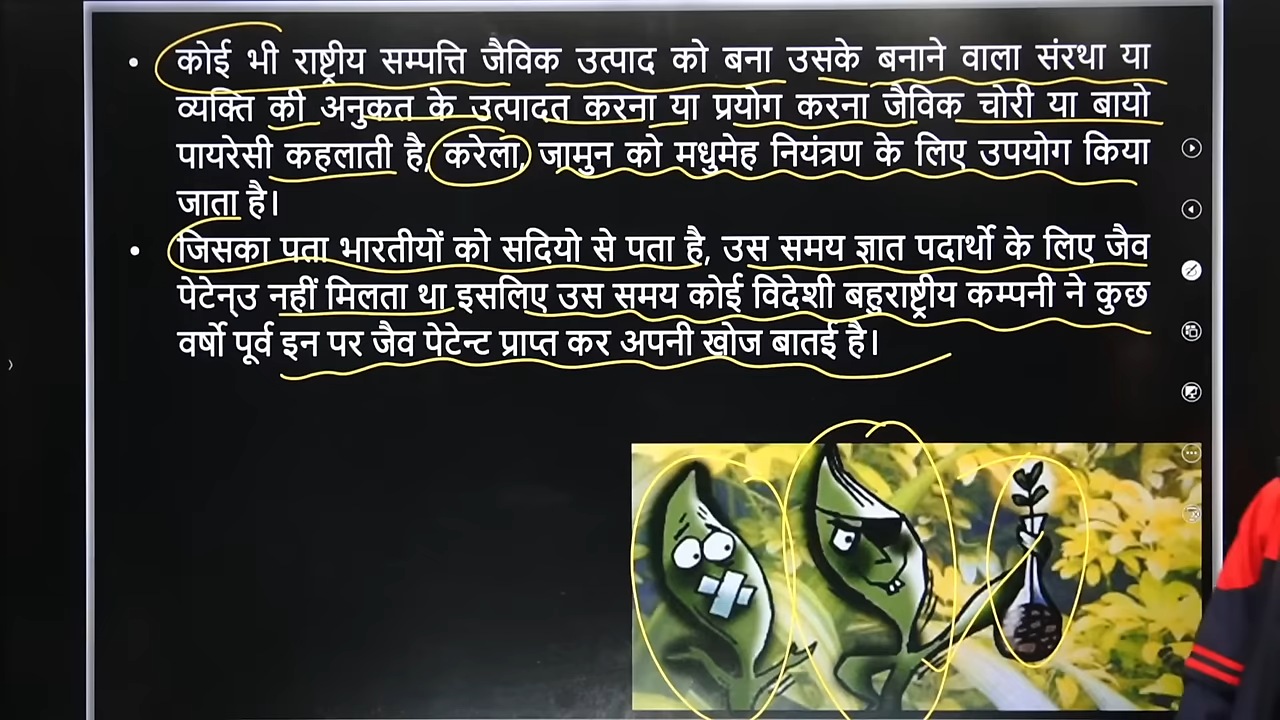 • कोई भी राष्ट्रीय सम्पत्ति जैविक उत्पाद को बना उसके बनाने वाला संरथा या
व्यक्ति की अनुकत के उत्पादत करना या प्रयोग करना जैविक चोरी या बायो
पायरेसी कहलाती है, करेला, जामुन को मधुमेह नियंत्रण के लिए उपयोग किया
जाता है।
• जिसका पता भारतीयों को सदियो से पता है, उस समय ज्ञात पदार्थो के लिए जैव
पेटेन्उ नहीं मिलता था इसलिए उस समय कोई विदेशी बहुराष्ट्रीय कम्पनी ने कुछ
वर्षो पूर्व इन पर जैव पेटेन्ट प्राप्त कर अपनी खोज बातई है।